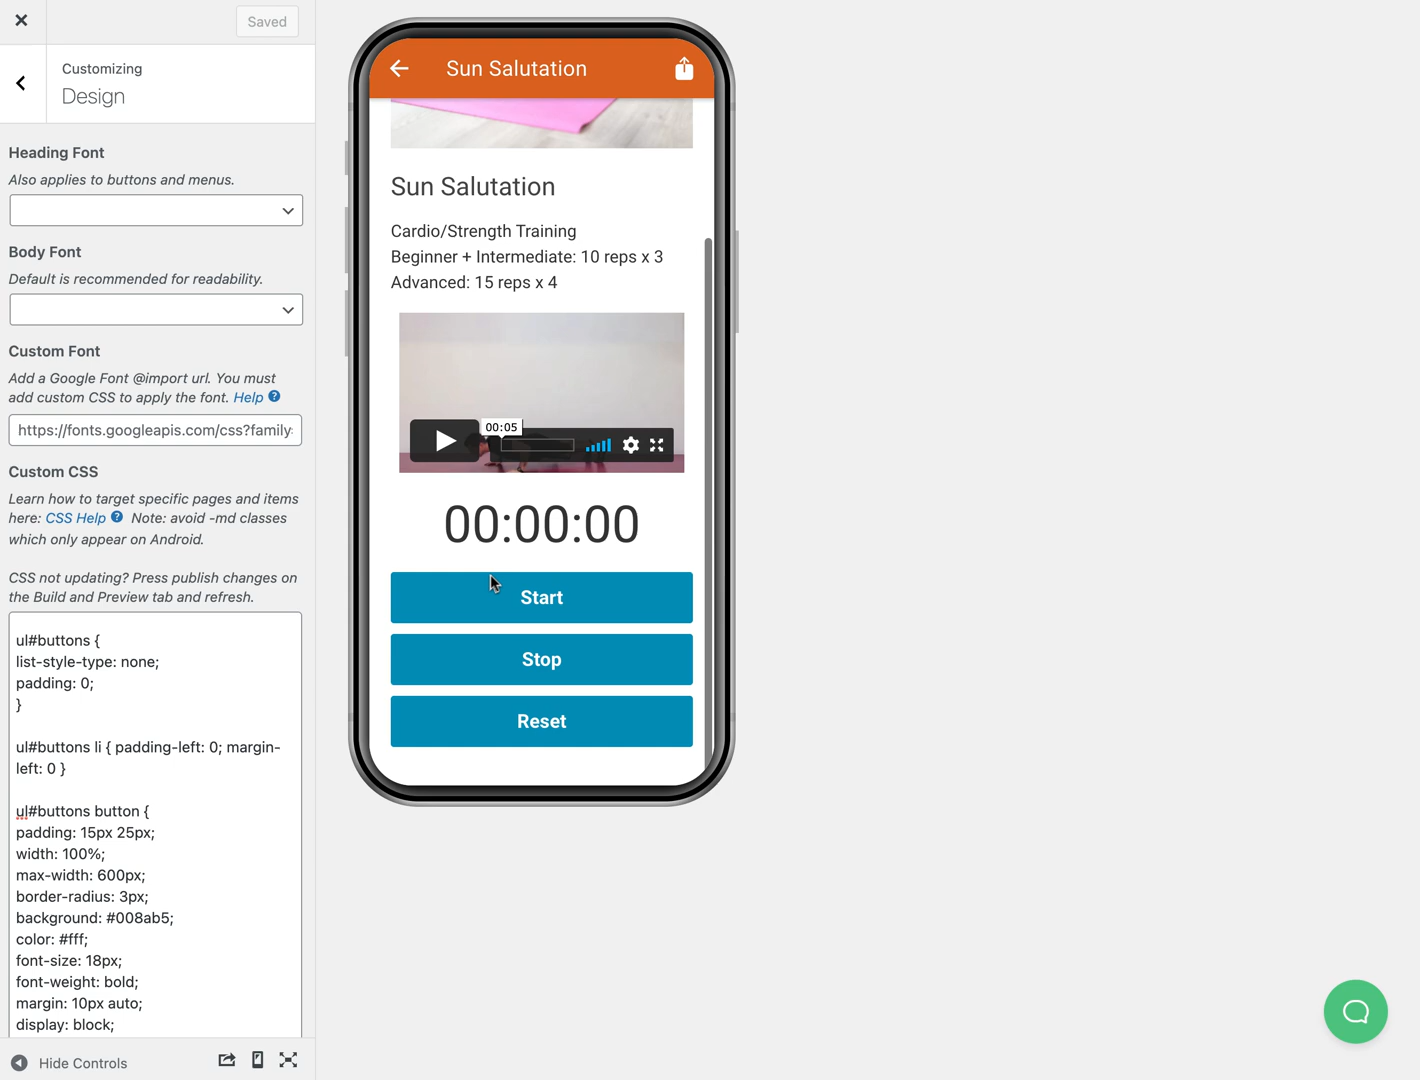 Saved
Customizing
Design
Heading Font
Also applies to buttons and menus.
Body Font
Default is recommended for readability.
Custom Font
Add a Google Font @import url. You must
add custom CSS to apply the font. Help ?
https://fonts.googleapis.com/css?family:
Custom CSS
Learn how to target specific pages and items
here: CSS Help ? Note: avoid -md classes
which only appear on Android.
CSS not updating? Press publish changes on
the Build and Preview tab and refresh.
ul#buttons {
list-style-type: none;
padding: 0;
}
ul#buttons li { padding-left: 0; margin-
left: 0 }
ul#buttons button {
padding: 15px 25px;
width: 100%;
max-width: 600px;
border-radius: 3px;
background: #008ab5;
color: #fff;
font-size: 18px;
font-weight: bold;
margin: 10px auto;
display: block;
Hide Controls
Sun Salutation
Sun Salutation
Cardio/Strength Training
Beginner + Intermediate: 10 reps x 3
Advanced: 15 reps x 4
00:05
00:00:00
Start
Stop
Reset